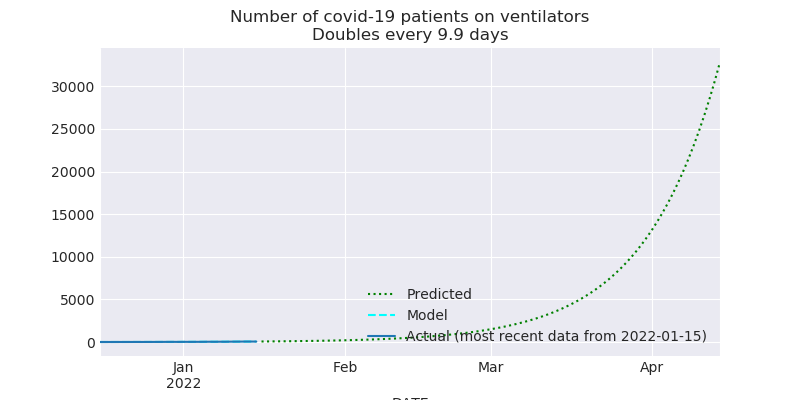 Number of covid-19 patients on ventilators
Doubles every 9.9 days
30000
25000
20000
15000
10000
5000
0
Predicted
Model
Actual (most recent data from 2022-01-15)
Jan
2022
Feb
Mar
Apr
DATE